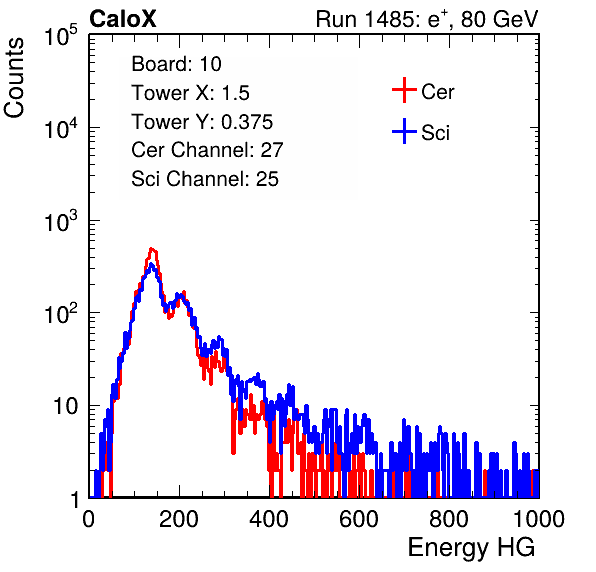 CaloX Run 1485: e⁺, 80 GeV
Counts
Board: 10
Tower X: 1.5
Tower Y: 0.375
Cer Channel: 27
Sci Channel: 25
Cer
Sci
10⁵
10⁴
10³
10²
10
1
0 200 400 600 800 1000
Energy HG